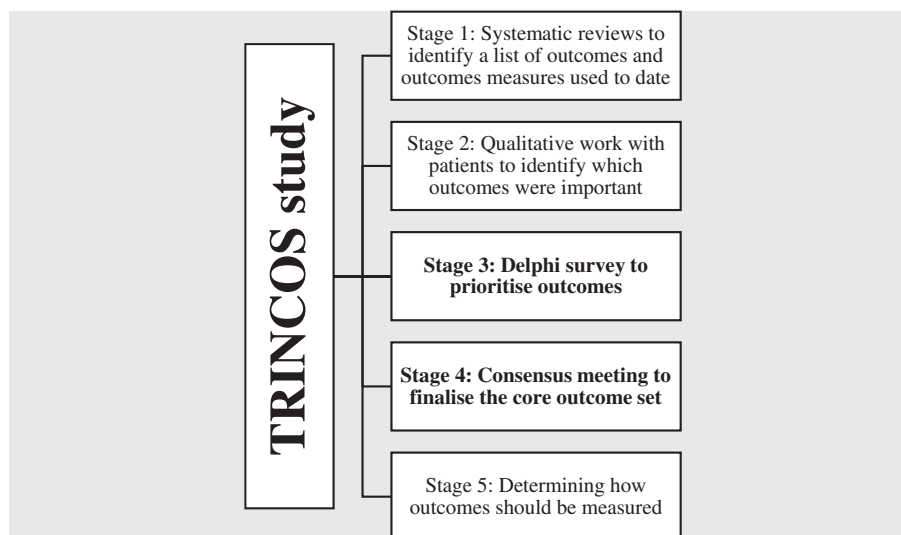 TRINCOS study
Stage 1: Systematic reviews to
identify a list of outcomes and
outcomes measures used to date
Stage 2: Qualitative work with
patients to identify which
outcomes were important
Stage 3: Delphi survey to
prioritise outcomes
Stage 4: Consensus meeting to
finalise the core outcome set
Stage 5: Determining how
outcomes should be measured